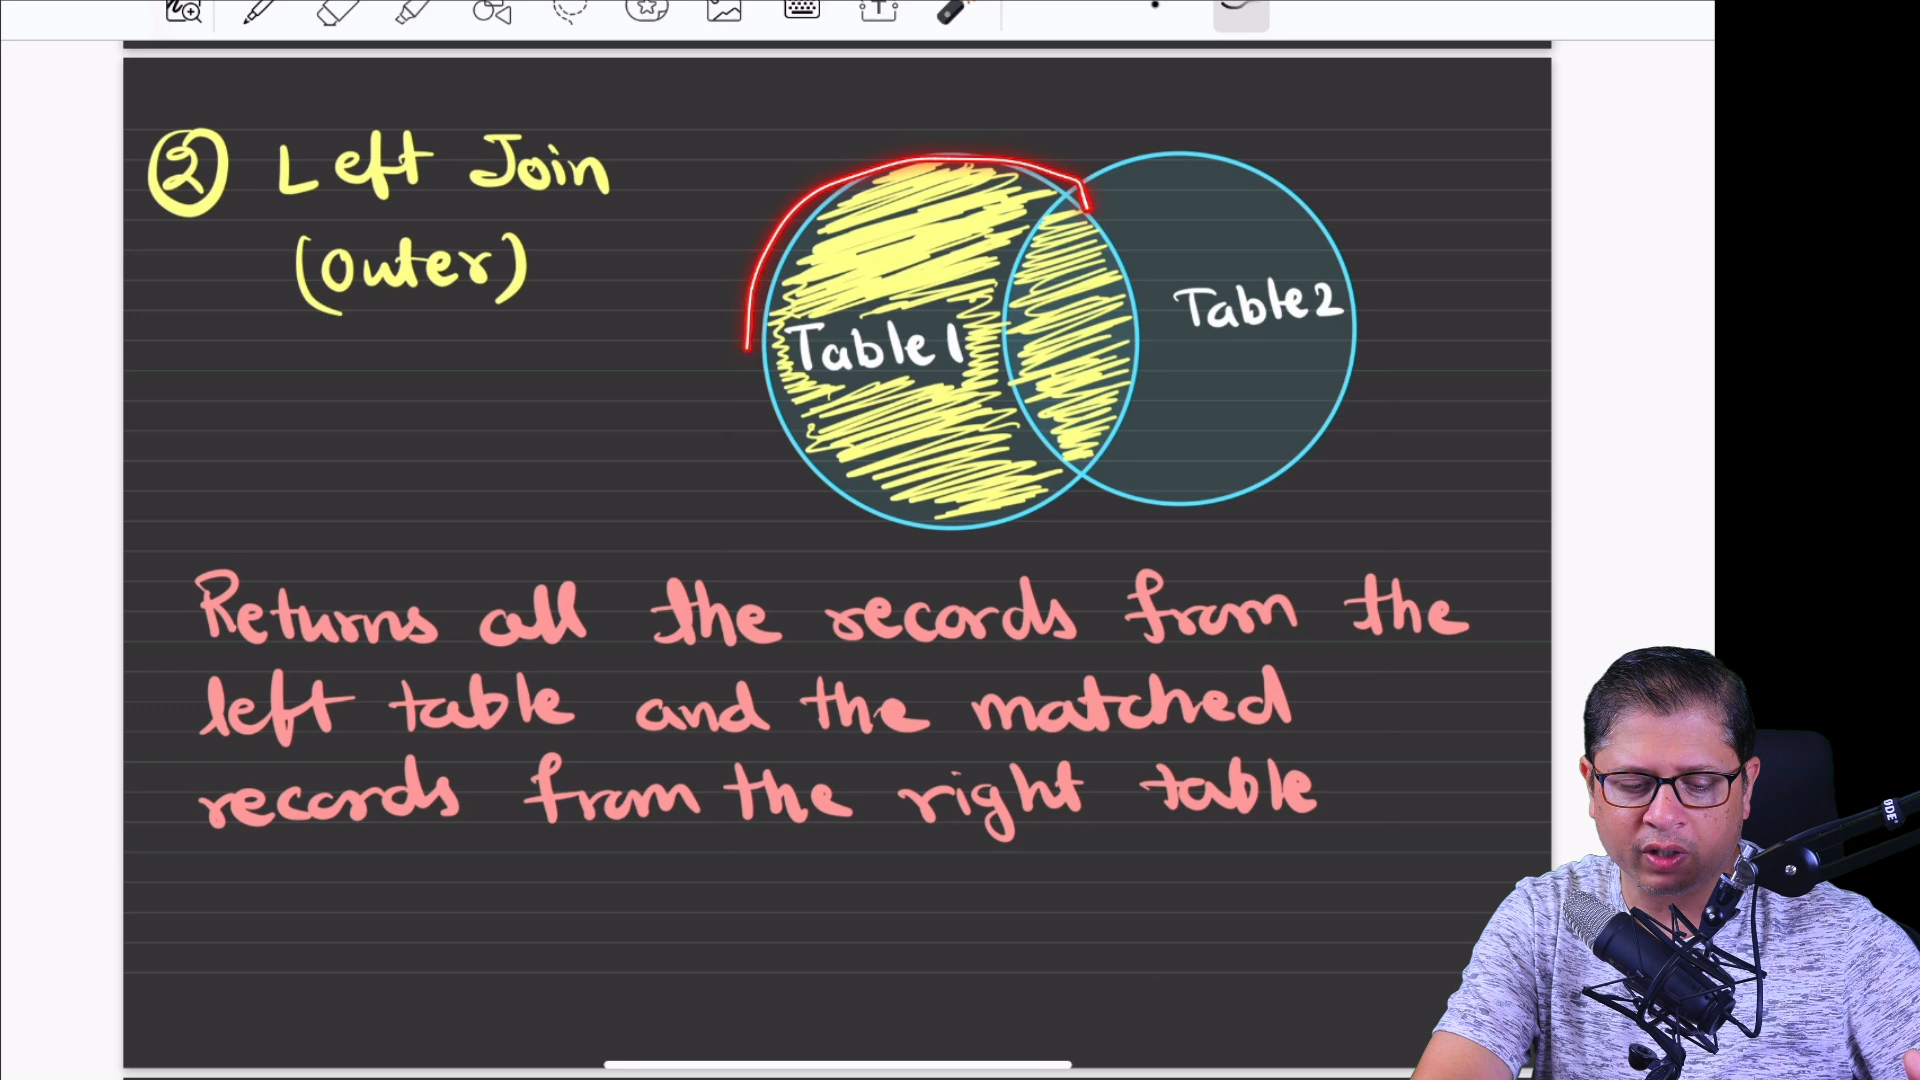 ② Left Join
(outer)
Table 1
Table 2
Returns all the records from the
left table and the matched
records from the right table